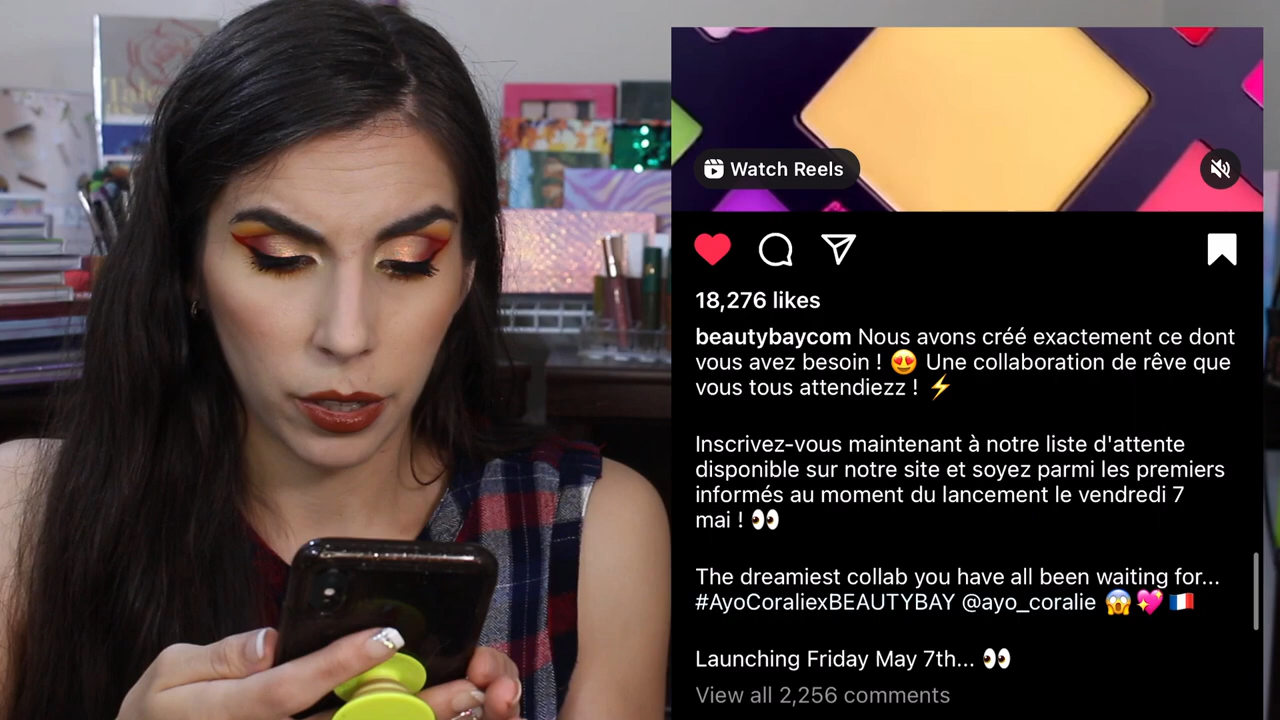 Watch Reels
18,276 likes
beautybaycom Nous avons créé exactement ce dont
vous avez besoin ! 😍 Une collaboration de rêve que
vous tous attendiezz ! ⚡
Inscrivez-vous maintenant à notre liste d'attente
disponible sur notre site et soyez parmi les premiers
informés au moment du lancement le vendredi 7
mai ! 👀
The dreamiest collab you have all been waiting for...
#AyoCoraliexBEAUTYBAY @ayo_coralie 😱💖🇫🇷
Launching Friday May 7th... 👀
View all 2,256 comments